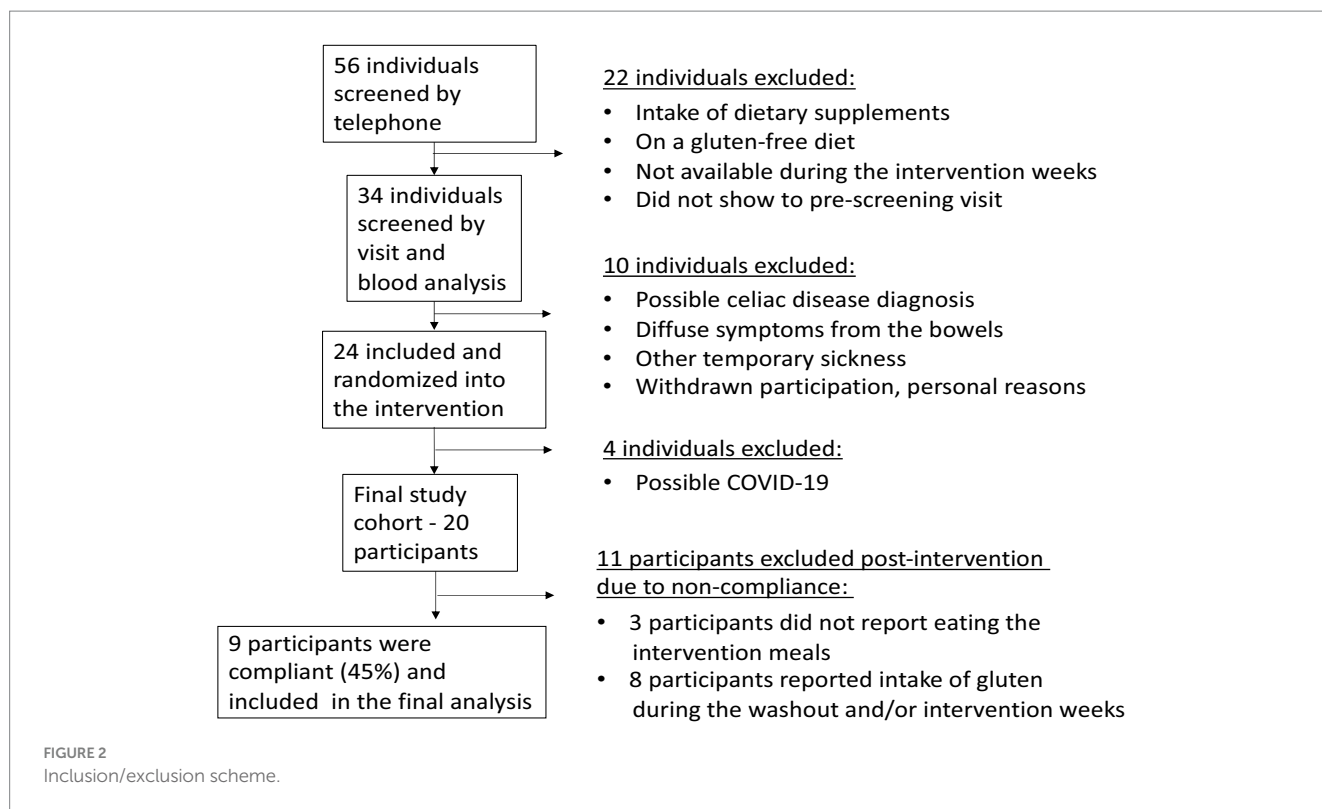 56 individuals
screened by
telephone
22 individuals excluded:
• Intake of dietary supplements
• On a gluten-free diet
• Not available during the intervention weeks
• Did not show to pre-screening visit
34 individuals
screened by
visit and
blood analysis
10 individuals excluded:
• Possible celiac disease diagnosis
• Diffuse symptoms from the bowels
• Other temporary sickness
• Withdrawn participation, personal reasons
24 included and
randomized into
the intervention
4 individuals excluded:
• Possible COVID-19
Final study
cohort - 20
participants
11 participants excluded post-intervention
due to non-compliance:
• 3 participants did not report eating the
intervention meals
• 8 participants reported intake of gluten
during the washout and/or intervention weeks
9 participants were
compliant (45%) and
included in the final analysis
FIGURE 2
Inclusion/exclusion scheme.